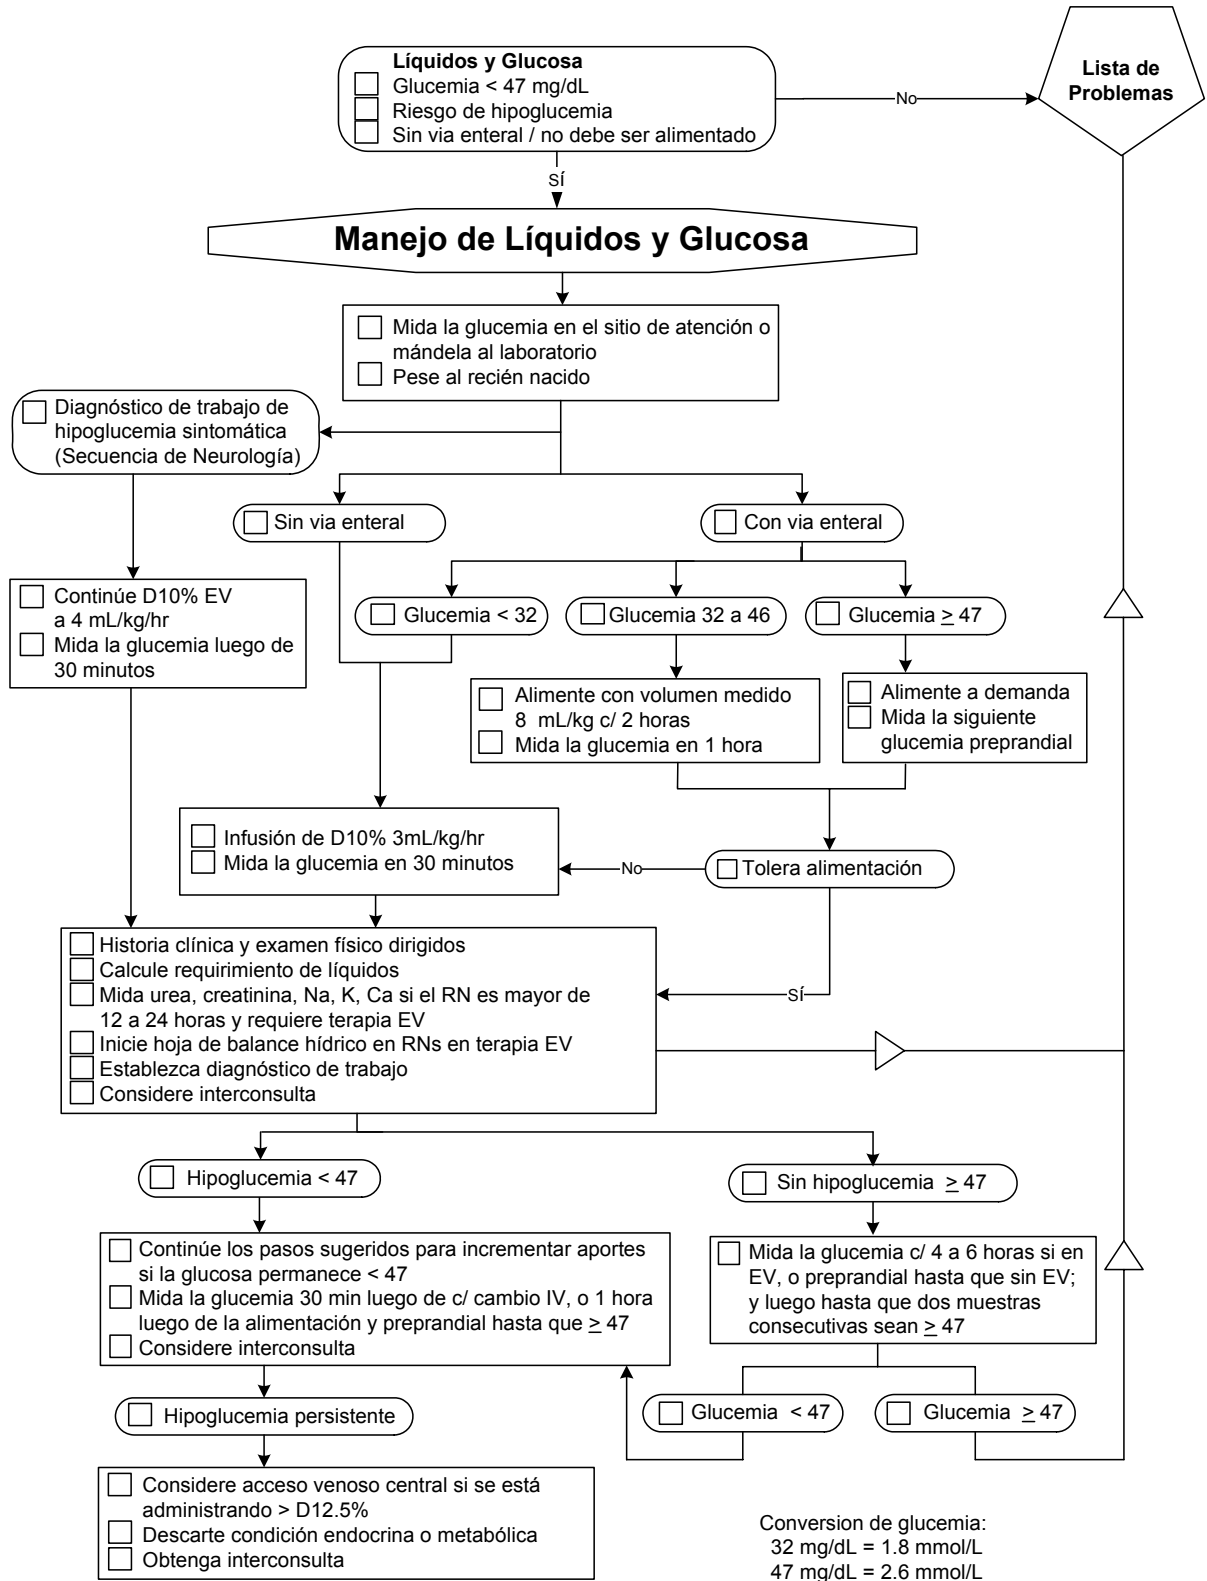 Líquidos y Glucosa
Glucemia < 47 mg/dL
Riesgo de hipoglucemia
Sin via enteral / no debe ser alimentado
No
Lista de
Problemas
SÍ
Manejo de Líquidos y Glucosa
Mida la glucemia en el sitio de atención o
mándela al laboratorio
Pese al recién nacido
Diagnóstico de trabajo de
hipoglucemia sintomática
(Secuencia de Neurología)
Sin via enteral
Con via enteral
Continúe D10% EV
a 4 mL/kg/hr
Mida la glucemia luego de
30 minutos
Glucemia < 32
Glucemia 32 a 46
Glucemia ≥ 47
Alimente con volumen medido
8 mL/kg c/ 2 horas
Mida la glucemia en 1 hora
Alimente a demanda
Mida la siguiente
glucemia preprandial
Infusión de D10% 3mL/kg/hr
Mida la glucemia en 30 minutos
No
Tolera alimentación
SÍ
Historia clínica y examen físico dirigidos
Calcule requirimiento de líquidos
Mida urea, creatinina, Na, K, Ca si el RN es mayor de
12 a 24 horas y requiere terapia EV
Inicie hoja de balance hídrico en RNs en terapia EV
Establezca diagnóstico de trabajo
Considere interconsulta
Hipoglucemia < 47
Sin hipoglucemia ≥ 47
Continúe los pasos sugeridos para incrementar aportes
si la glucosa permanece < 47
Mida la glucemia 30 min luego de c/ cambio IV, o 1 hora
luego de la alimentación y preprandial hasta que ≥ 47
Considere interconsulta
Mida la glucemia c/ 4 a 6 horas si en
EV, o preprandial hasta que sin EV;
y luego hasta que dos muestras
consecutivas sean ≥ 47
Hipoglucemia persistente
Glucemia < 47
Glucemia ≥ 47
Considere acceso venoso central si se está
administrando > D12.5%
Descarte condición endocrina o metabólica
Obtenga interconsulta
Conversion de glucemia:
32 mg/dL = 1.8 mmol/L
47 mg/dL = 2.6 mmol/L